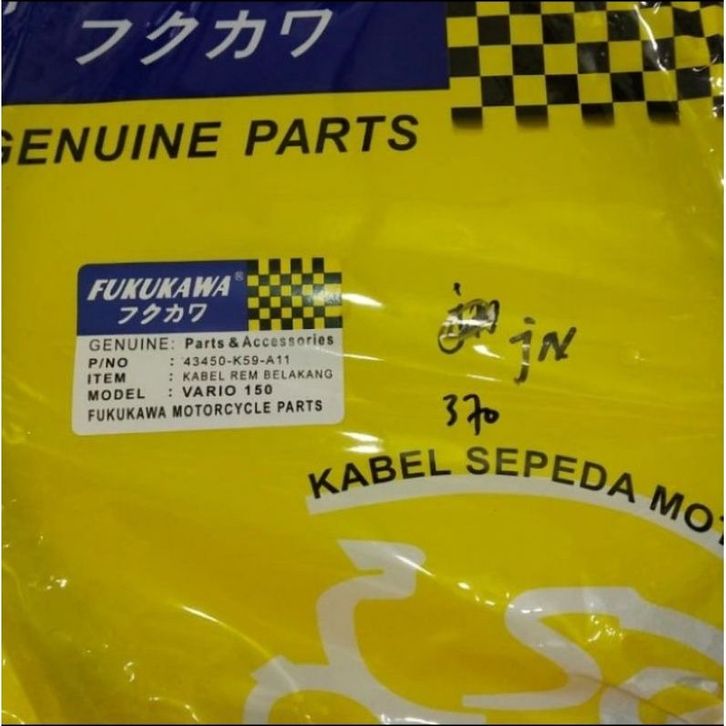 フクカワ
GENUINE PARTS
FUKUKAWA®
フクカワ
GENUINE: Parts & Accessories
P/NO : 43450-K59-A11
ITEM : KABEL REM BELAKANG
MODEL : VARIO 150
FUKUKAWA MOTORCYCLE PARTS
jN
370
KABEL SEPEDA MOT